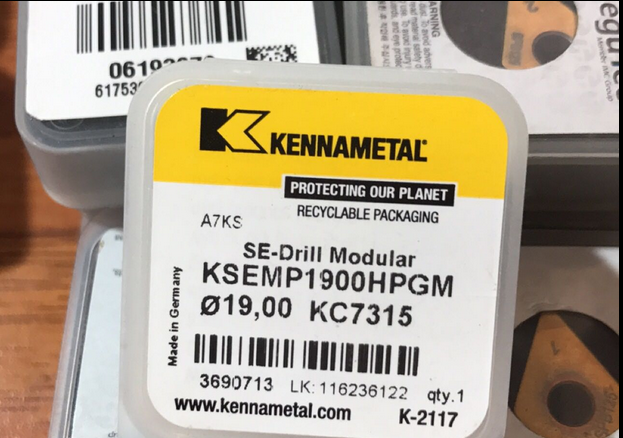 WARNING
KENNAMETAL
PROTECTING OUR PLANET
RECYCLABLE PACKAGING
A7KS
SE-Drill Modular
KSEMP1900HPGM
Ø19,00 KC7315
Made in Germany
3690713 LK: 116236122 qty.1
www.kennametal.com K-2117